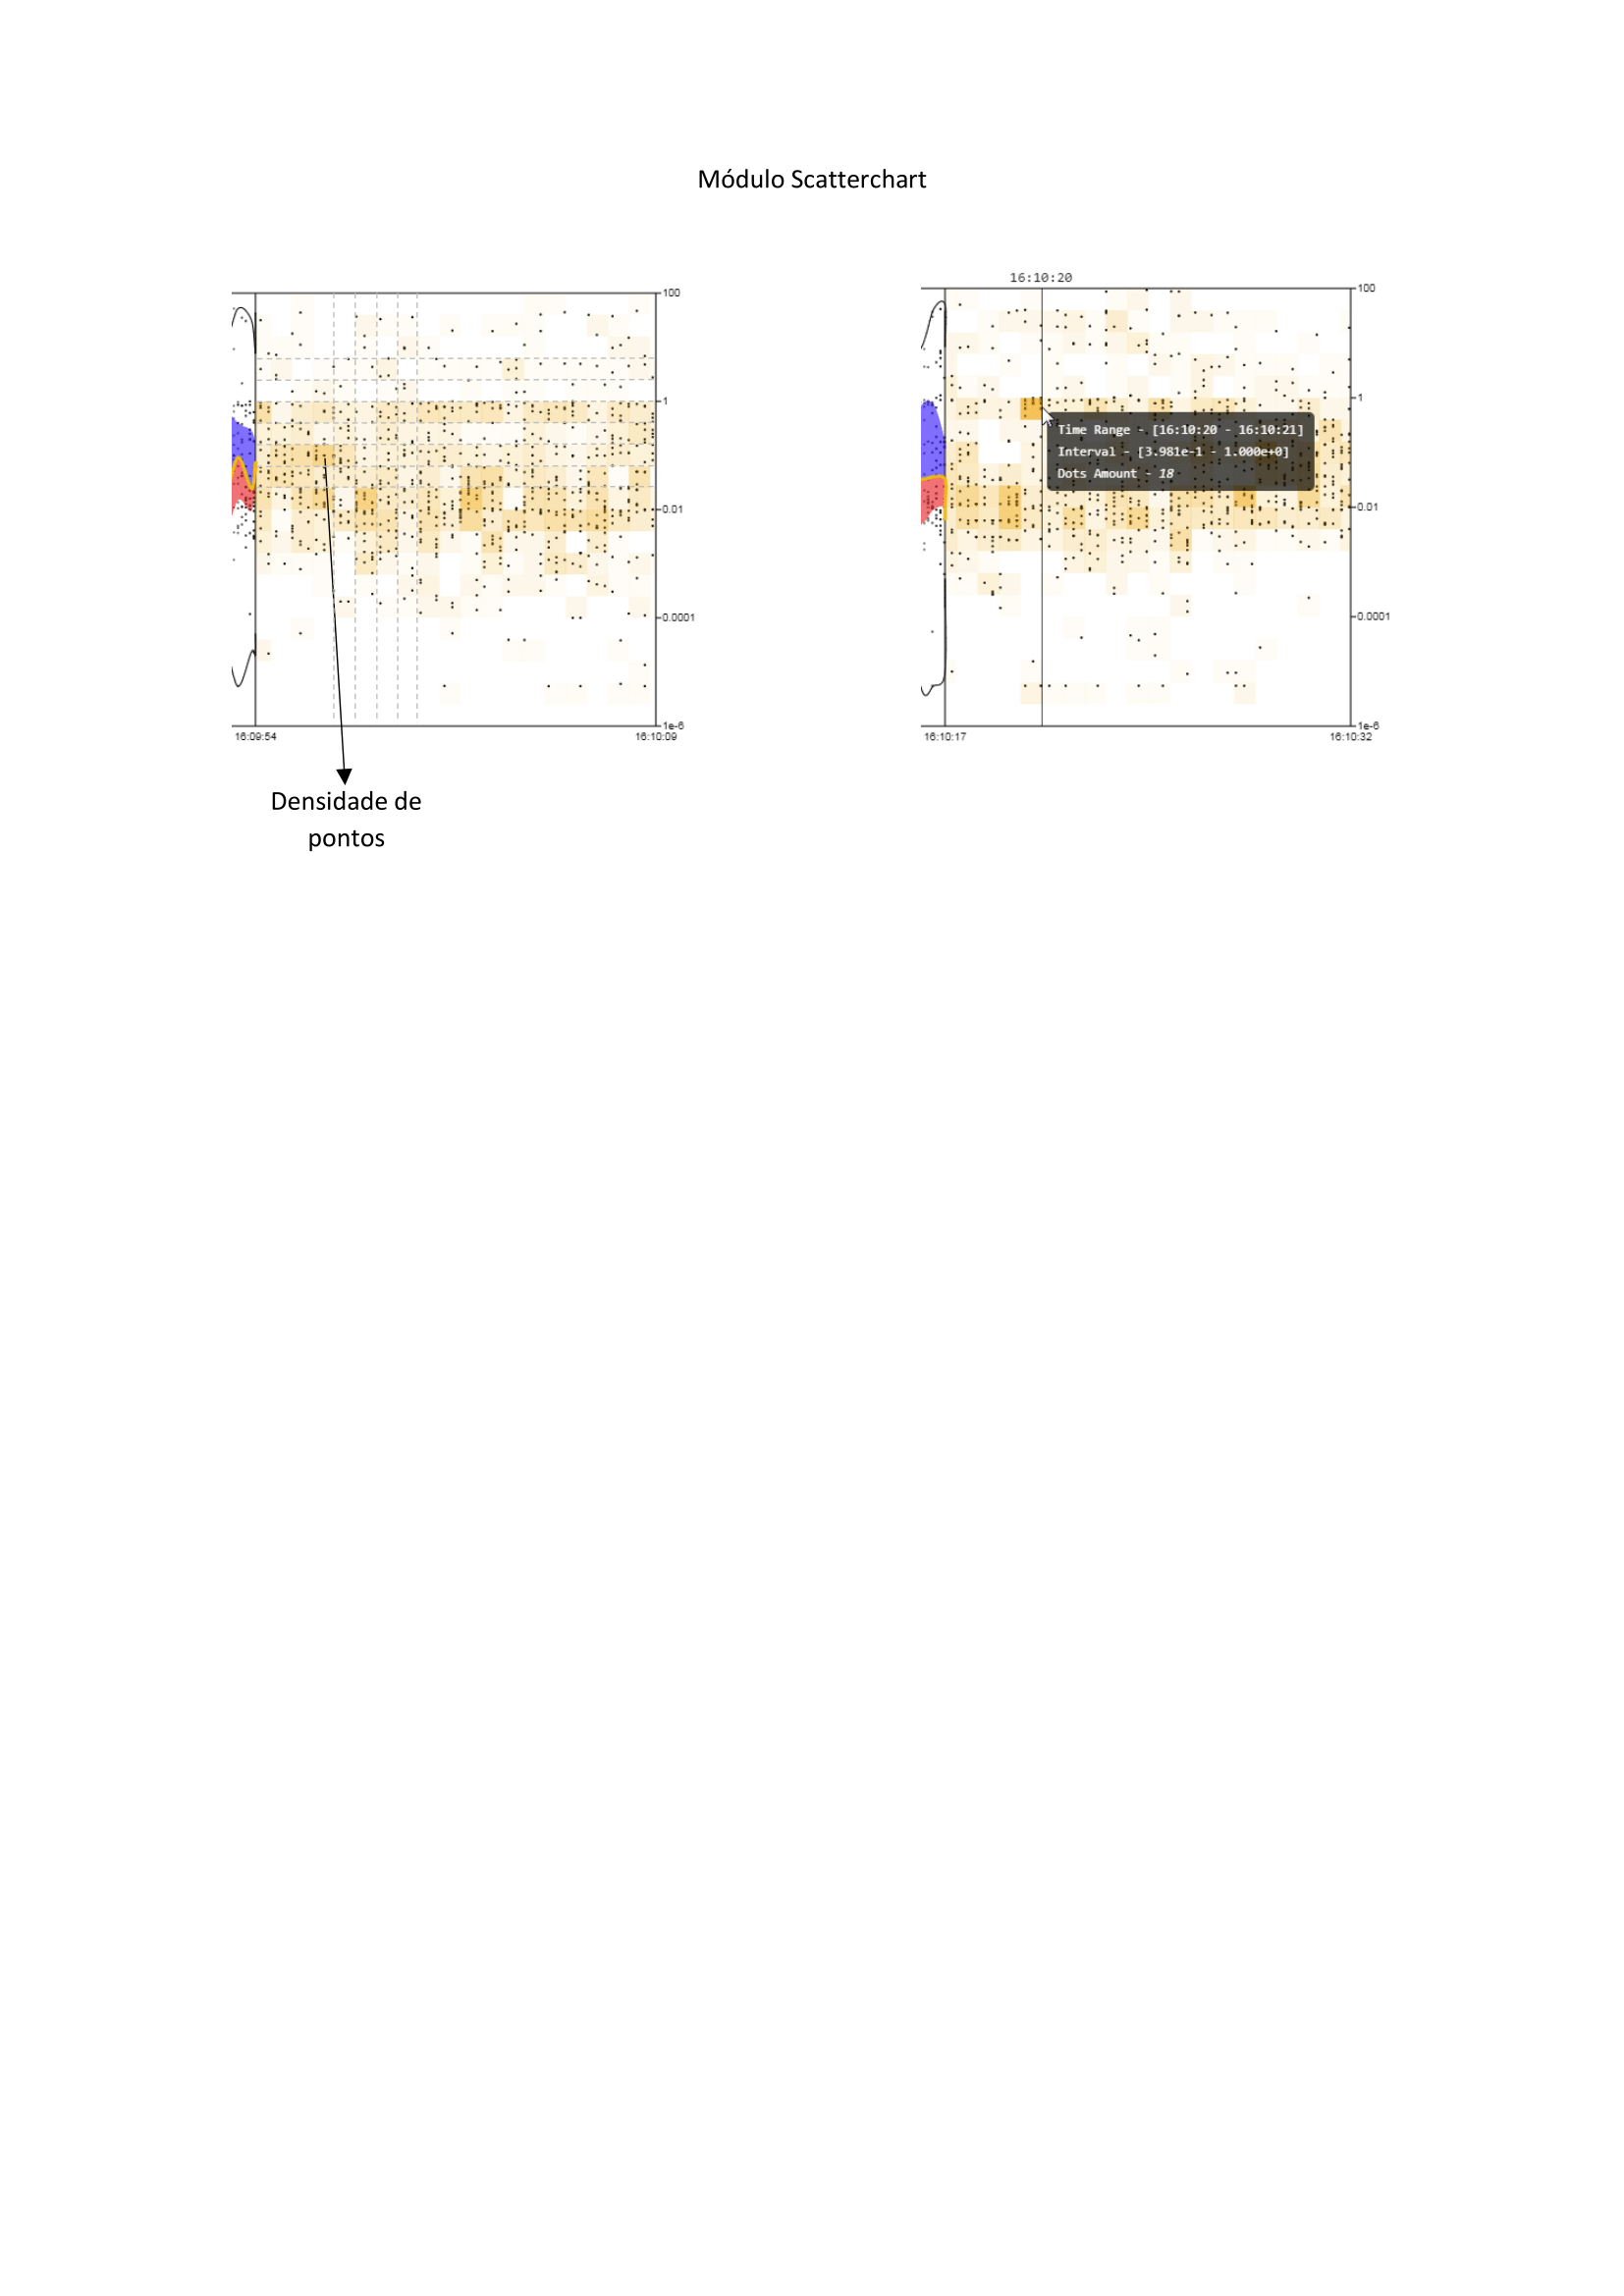 Módulo Scatterchart
100
1
0.01
0.0001
1e-6
16:09:54
16:10:09
Densidade de
pontos
16:10:20
100
1
0.01
0.0001
1e-6
Time Range - [16:10:20 - 16:10:21]
Interval - [3.981e-1 - 1.000e+0]
Dots Amount - 18
16:10:17
16:10:32